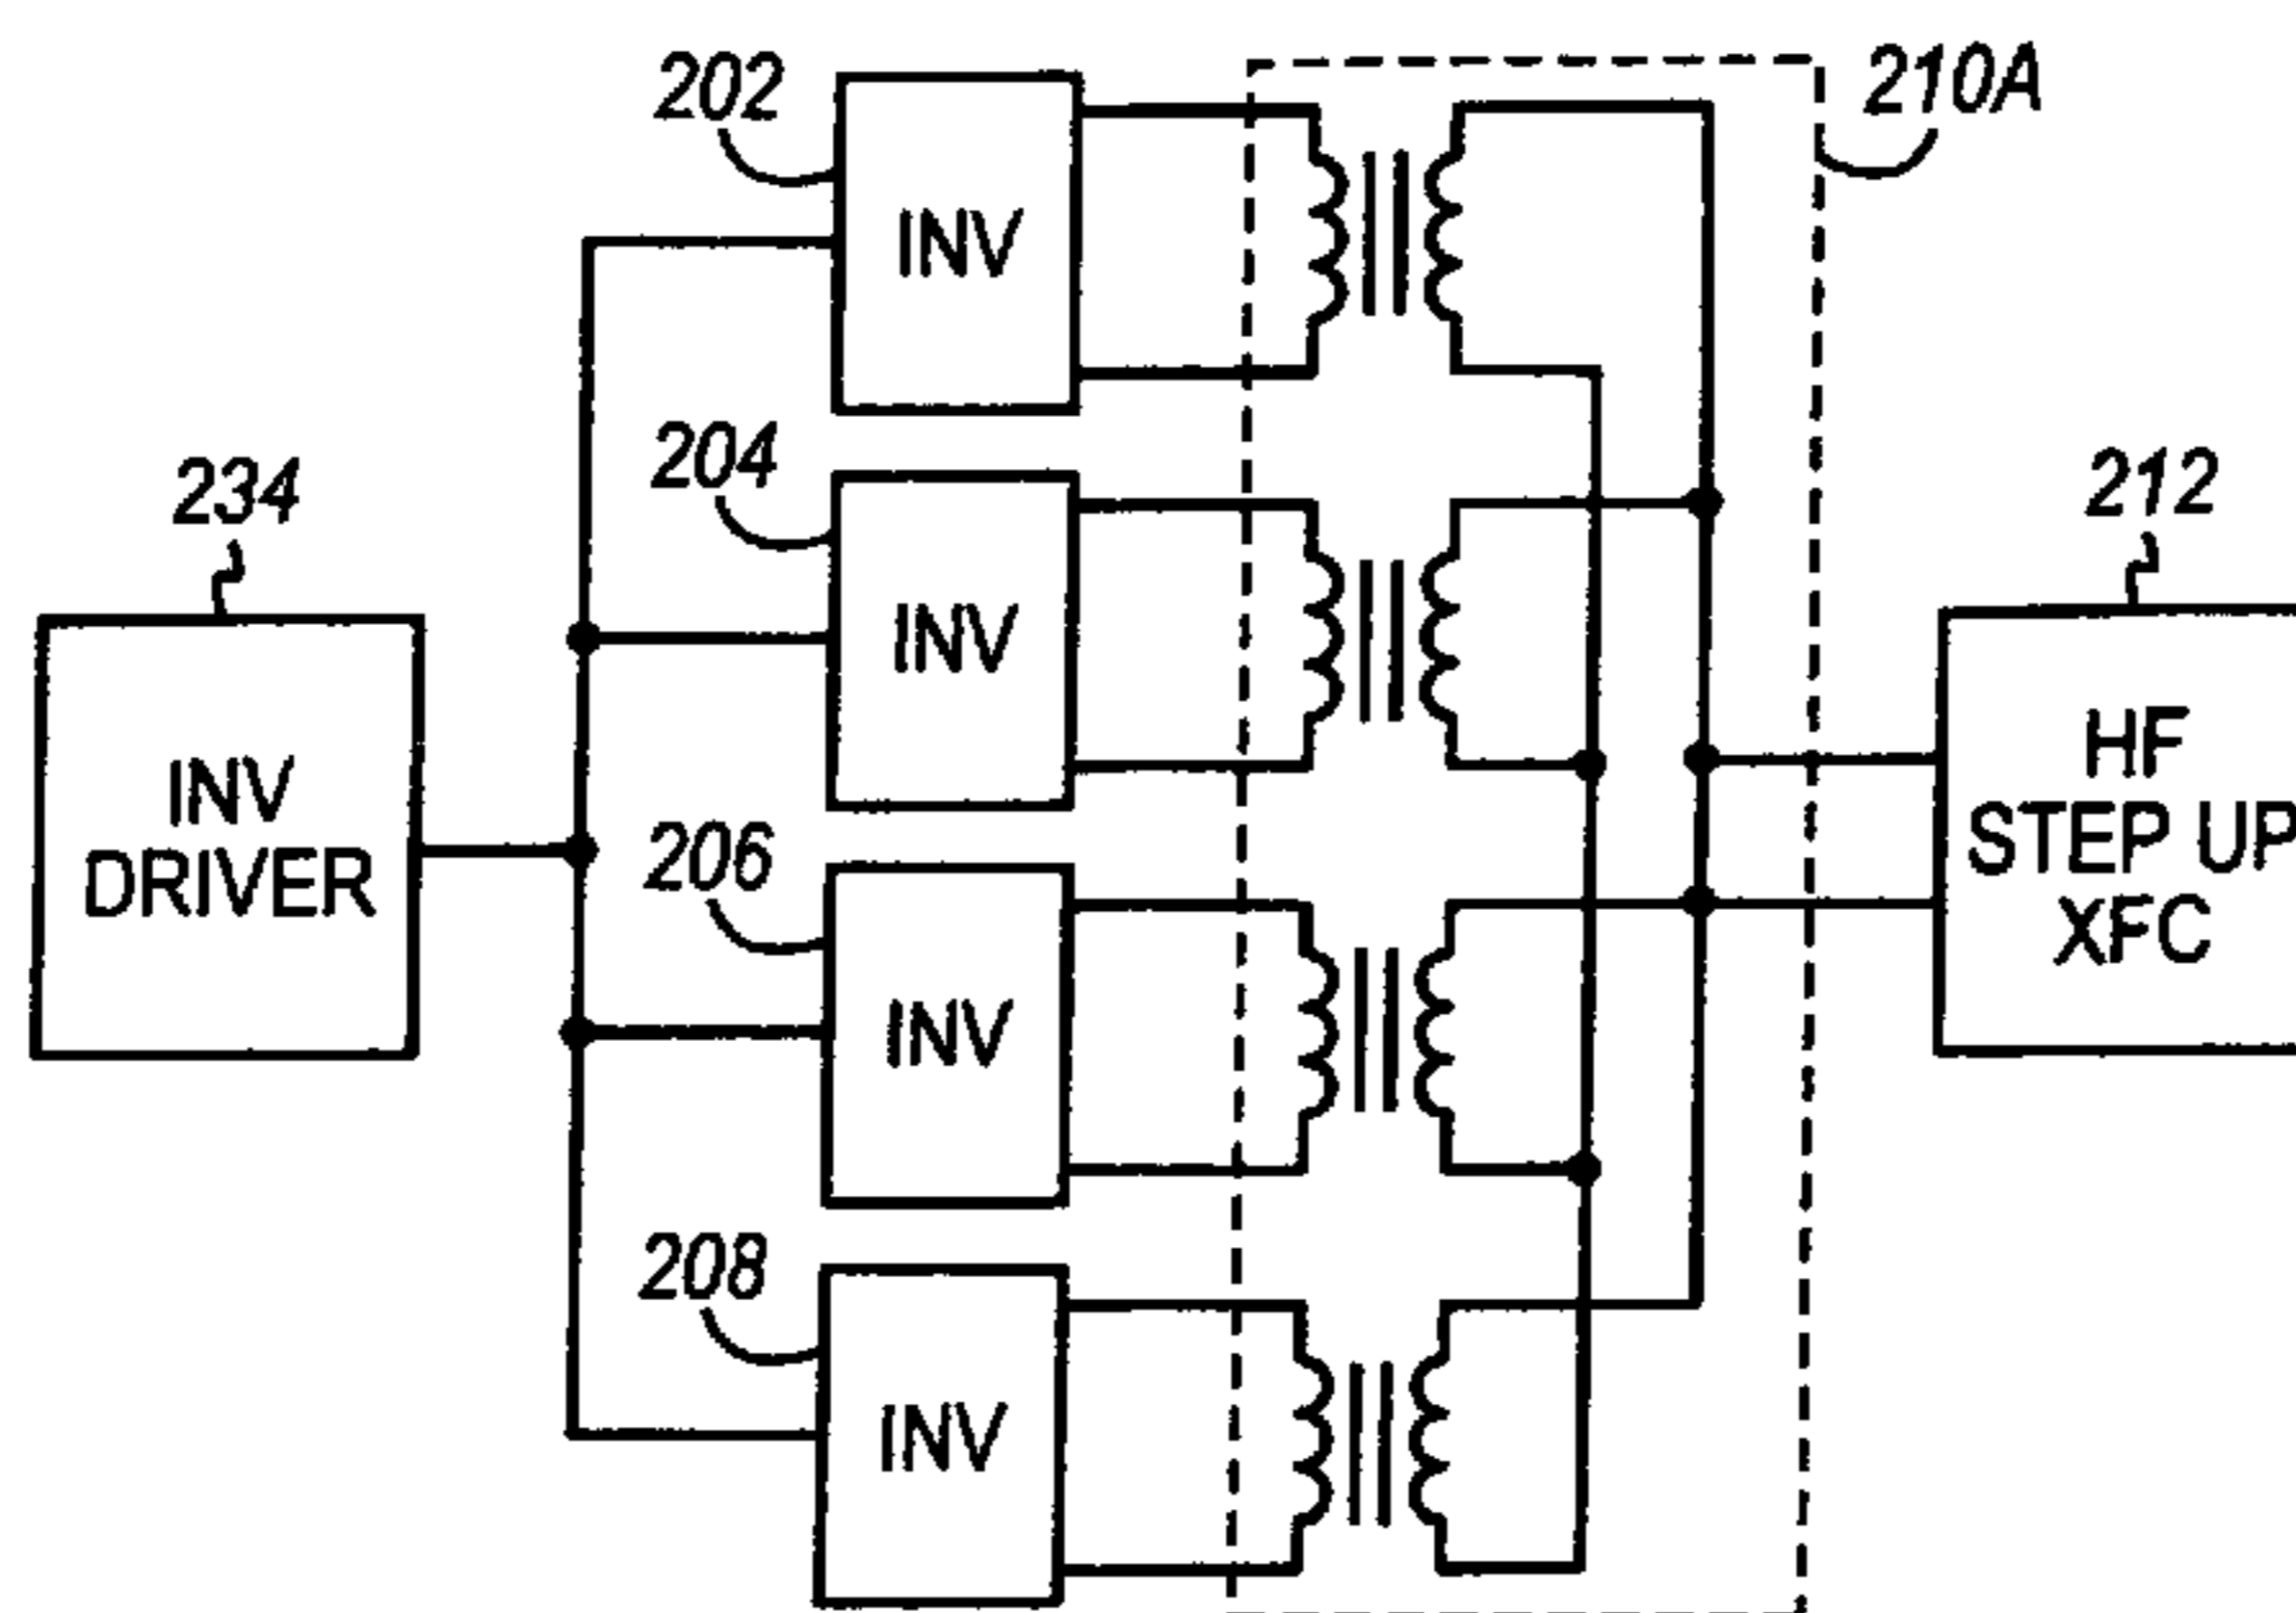 202
210A
INV
204
234
212
INV
INV
DRIVER
HF
STEP UP
XFC
206
INV
208
INV